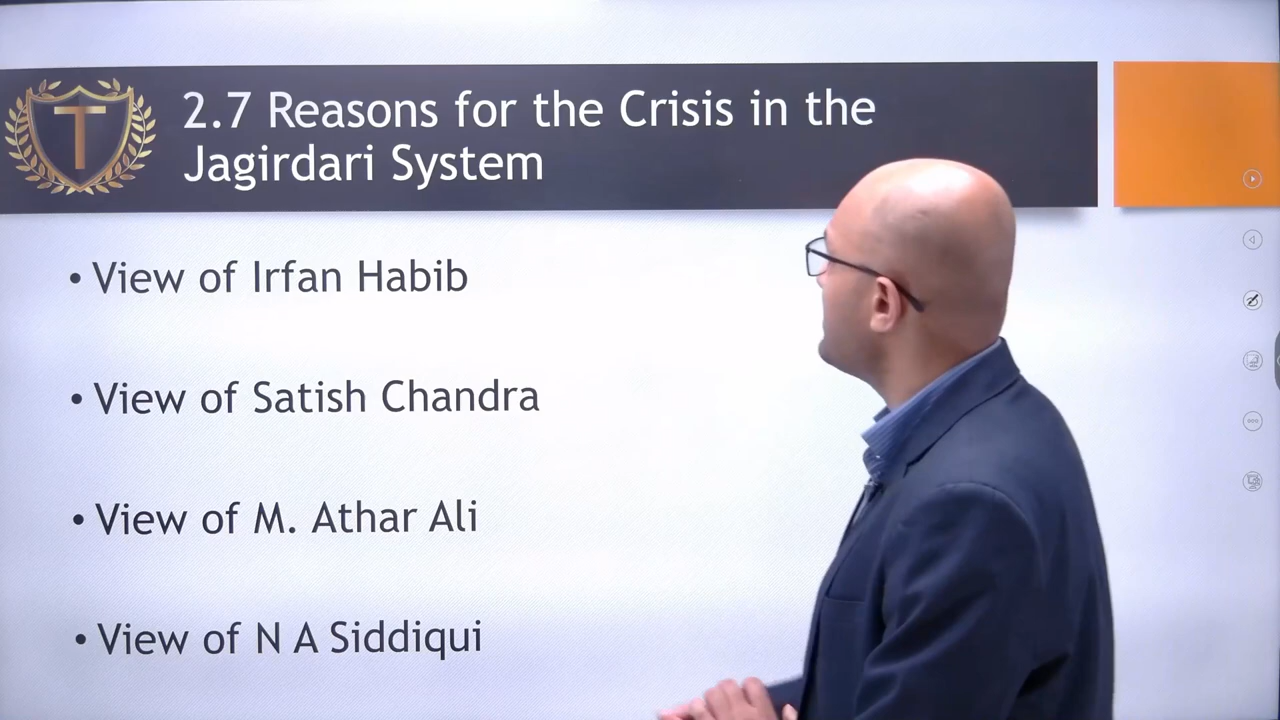 T
2.7 Reasons for the Crisis in the
Jagirdari System
• View of Irfan Habib
• View of Satish Chandra
• View of M. Athar Ali
• View of N A Siddiqui